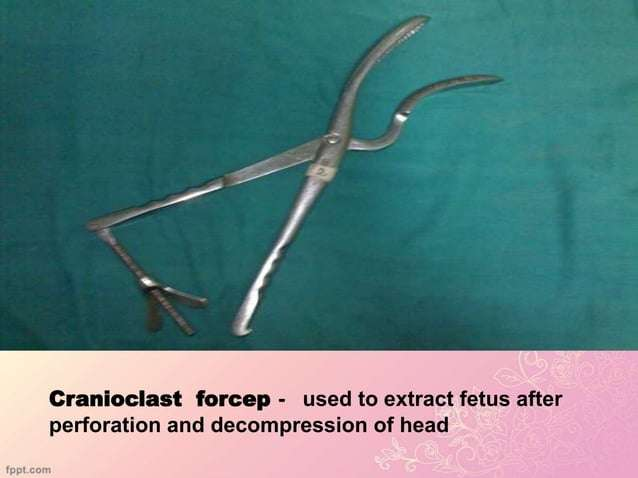 Cranioclast forcep - used to extract fetus after
perforation and decompression of head
fppt.com